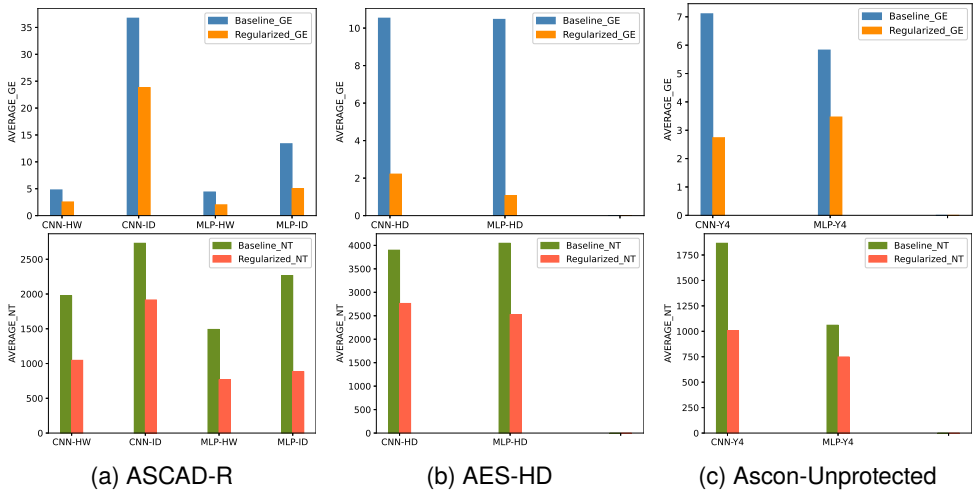 AVERAGE_GE
35
30
25
20
15
10
5
0
Baseline_GE
Regularized_GE
CNN-HW CNN-ID MLP-HW MLP-ID
AVERAGE_GE
10
8
6
4
2
0
Baseline_GE
Regularized_GE
CNN-HD MLP-HD
AVERAGE_GE
7
6
5
4
3
2
1
0
Baseline_GE
Regularized_GE
CNN-Y4 MLP-Y4
AVERAGE_NT
2500
2000
1500
1000
500
0
Baseline_NT
Regularized_NT
CNN-HW CNN-ID MLP-HW MLP-ID
AVERAGE_NT
4000
3500
3000
2500
2000
1500
1000
500
0
Baseline_NT
Regularized_NT
CNN-HD MLP-HD
AVERAGE_NT
1750
1500
1250
1000
750
500
250
0
Baseline_NT
Regularized_NT
CNN-Y4 MLP-Y4
(a) ASCAD-R
(b) AES-HD
(c) Ascon-Unprotected